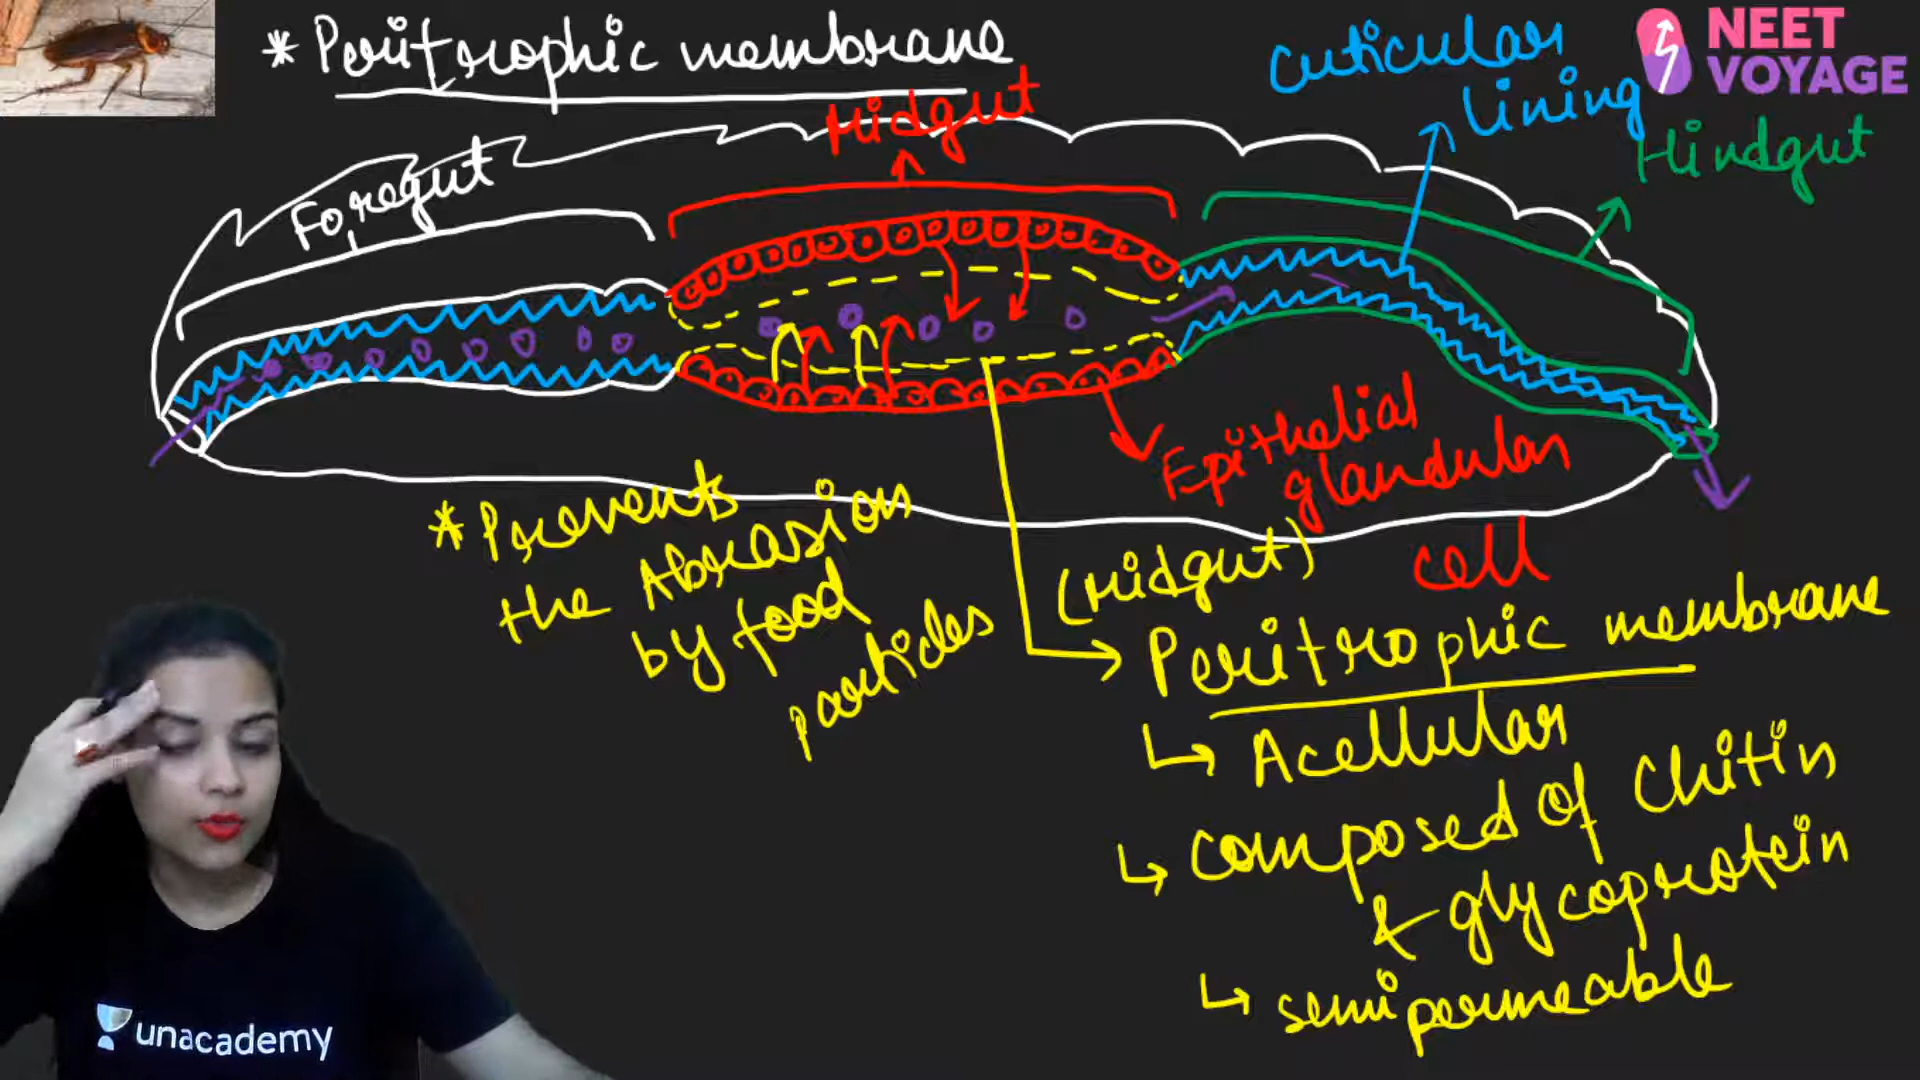 * Peritrophic membrane
NEET
VOYAGE
cuticular
lining
Midgut
Hindgut
Foregut
Epithelial
glandular
cell
* Prevents
the Abrasion
by food
particles
(Midgut)
Peritrophic membrane
↳ Acellular
↳ composed of Chitin
& glycoprotein
↳ semipermeable
unacademy